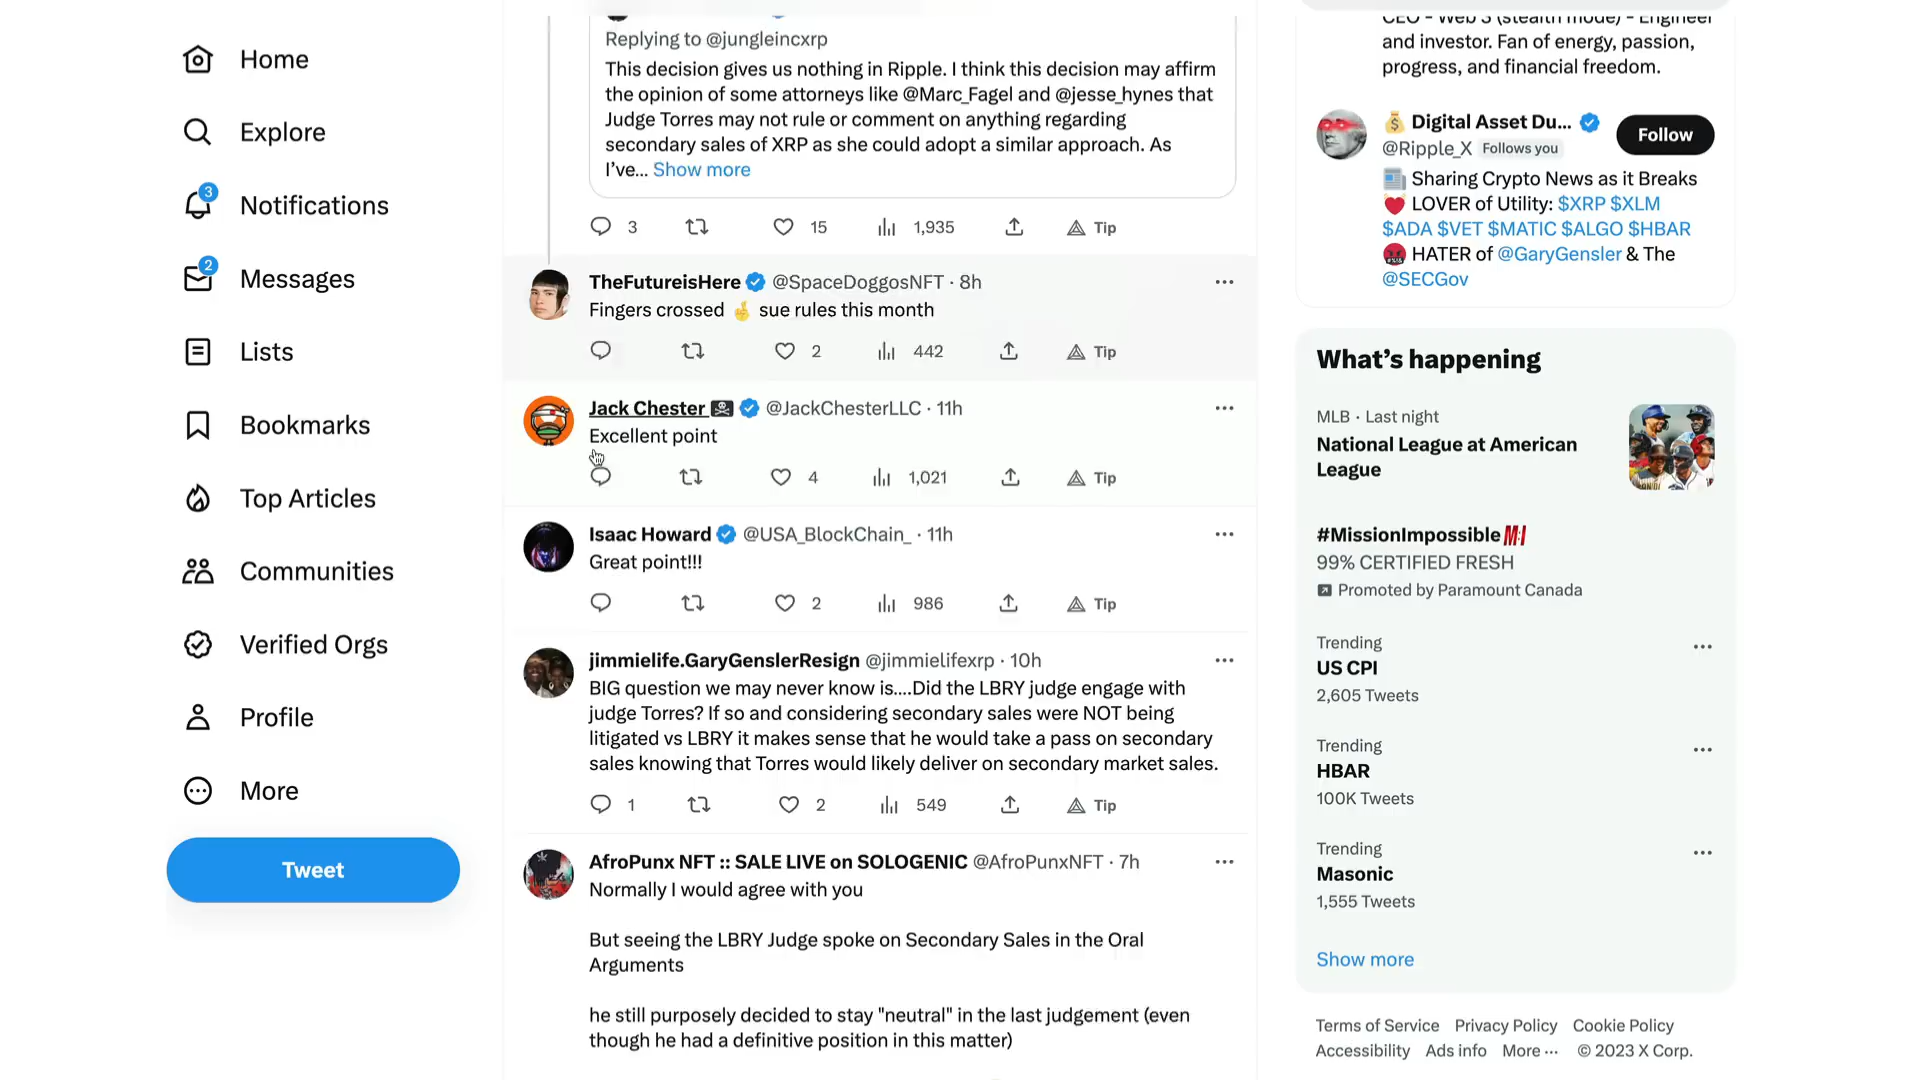 Home
Explore
3
Notifications
2
Messages
Lists
Bookmarks
Top Articles
Communities
Verified Orgs
Profile
More
Tweet
Replying to @jungleincxrp
This decision gives us nothing in Ripple. I think this decision may affirm
the opinion of some attorneys like @Marc_Fagel and @jesse_hynes that
Judge Torres may not rule or comment on anything regarding
secondary sales of XRP as she could adopt a similar approach. As
I've... Show more
3 15 1,935 Tip
TheFutureisHere @SpaceDoggosNFT · 8h
Fingers crossed 🤞 sue rules this month
2 442 Tip
Jack Chester @JackChesterLLC · 11h
Excellent point
4 1,021 Tip
Isaac Howard @USA_BlockChain_ · 11h
Great point!!!
2 986 Tip
jimmielife.GaryGenslerResign @jimmielifexrp · 10h
BIG question we may never know is....Did the LBRY judge engage with
judge Torres? If so and considering secondary sales were NOT being
litigated vs LBRY it makes sense that he would take a pass on secondary
sales knowing that Torres would likely deliver on secondary market sales.
1 2 549 Tip
AfroPunx NFT :: SALE LIVE on SOLOGENIC @AfroPunxNFT · 7h
Normally I would agree with you
But seeing the LBRY Judge spoke on Secondary Sales in the Oral
Arguments
he still purposely decided to stay "neutral" in the last judgement (even
though he had a definitive position in this matter)
CEO - Web 3 (stealth mode) - Engineer
and investor. Fan of energy, passion,
progress, and financial freedom.
Digital Asset Du...
Follow
@Ripple_X Follows you
Sharing Crypto News as it Breaks
LOVER of Utility: $XRP $XLM
$ADA $VET $MATIC $ALGO $HBAR
HATER of @GaryGensler & The
@SECGov
What's happening
MLB · Last night
National League at American
League
#MissionImpossible
99% CERTIFIED FRESH
Promoted by Paramount Canada
Trending
US CPI
2,605 Tweets
Trending
HBAR
100K Tweets
Trending
Masonic
1,555 Tweets
Show more
Terms of Service Privacy Policy Cookie Policy
Accessibility Ads info More ··· © 2023 X Corp.